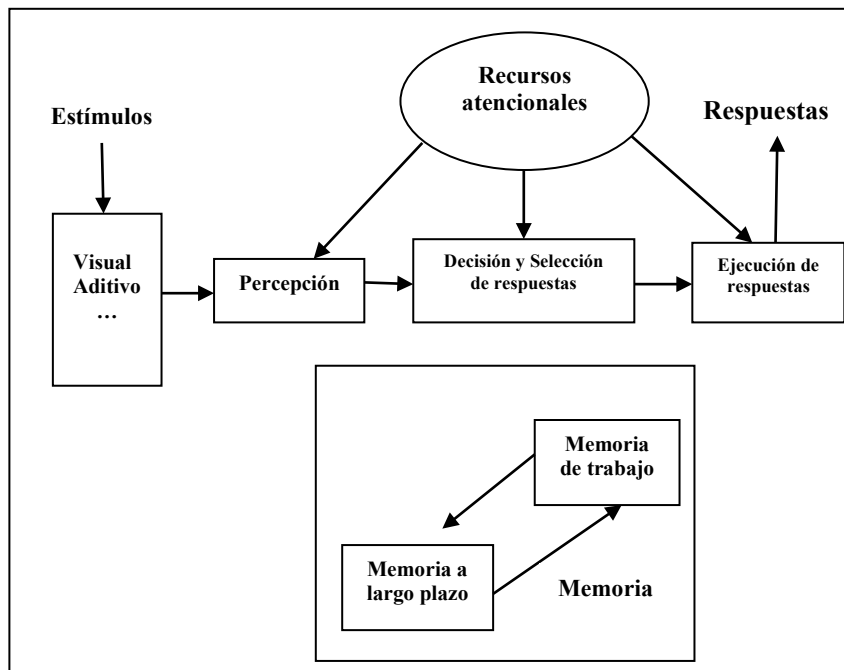 Recursos
atencionales
Respuestas
Estímulos
Visual
Aditivo
…
Percepción
Decisión y Selección
de respuestas
Ejecución de
respuestas
Memoria
de trabajo
Memoria a
largo plazo
Memoria